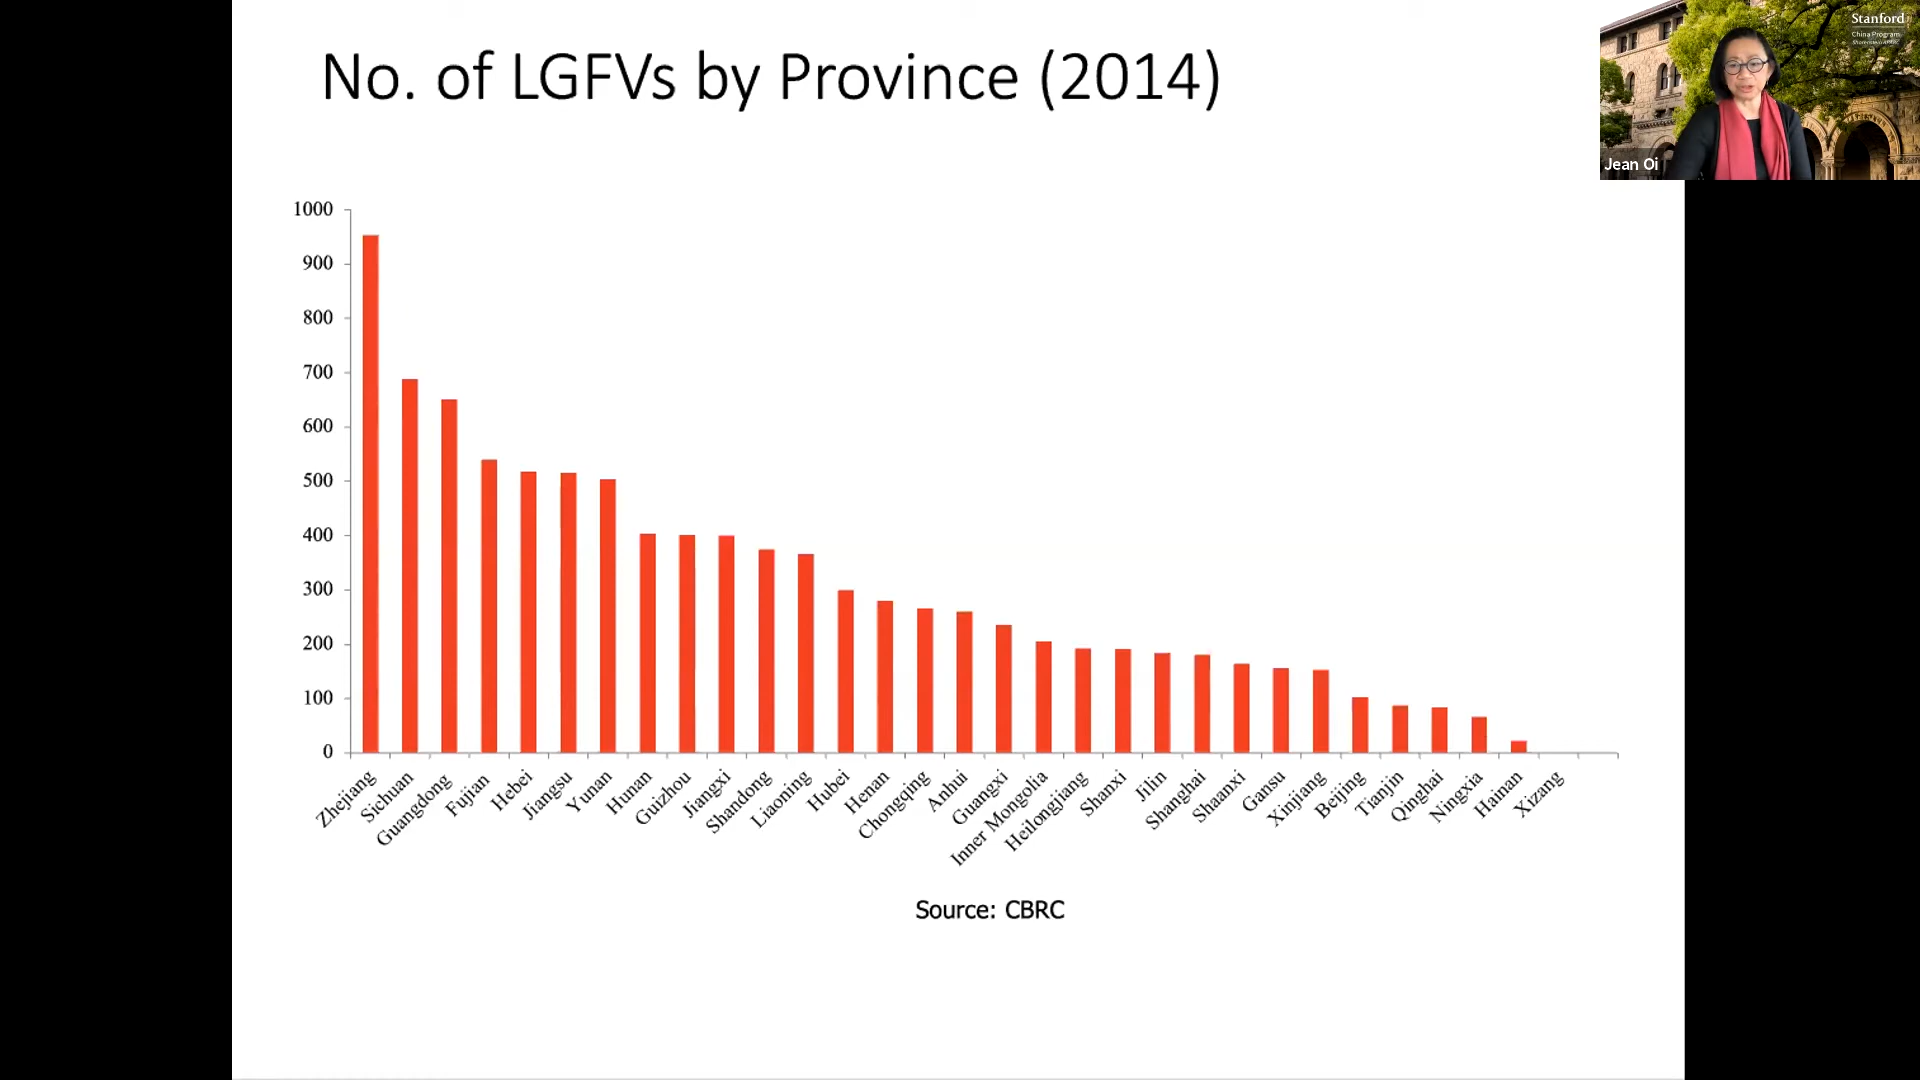 No. of LGFVs by Province (2014)
Stanford
China Program
Shorenstein APARC
Jean Oi
1000
900
800
700
600
500
400
300
200
100
0
Zhejiang
Sichuan
Guangdong
Fujian
Hebei
Jiangsu
Yunan
Hunan
Guizhou
Jiangxi
Shandong
Liaoning
Hubei
Henan
Chongqing
Anhui
Guangxi
Inner Mongolia
Heilongjiang
Shanxi
Jilin
Shanghai
Shaanxi
Gansu
Xinjiang
Beijing
Tianjin
Qinghai
Ningxia
Hainan
Xizang
Source: CBRC